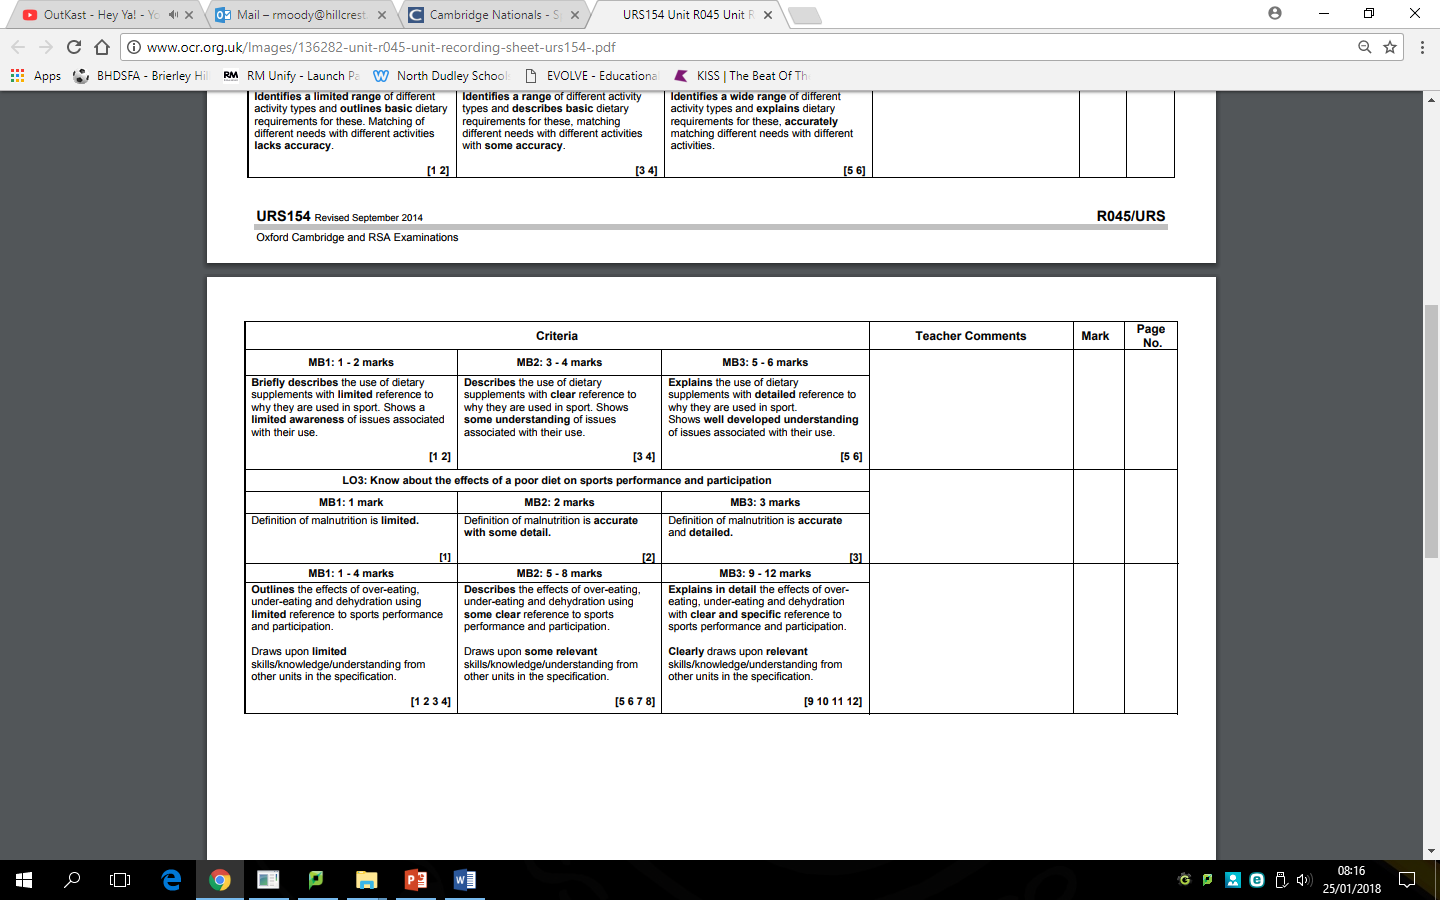 OutKast - Hey Ya! - Yo
Mail – rmoody@hillcrest
Cambridge Nationals - S
URS154 Unit R045 Unit R
www.ocr.org.uk/Images/136282-unit-r045-unit-recording-sheet-urs154-.pdf
Apps BHDSFA - Brierley Hil RM RM Unify - Launch Pa North Dudley School EVOLVE - Educational KISS | The Beat Of Th
Identifies a limited range of different
activity types and outlines basic dietary
requirements for these. Matching of
different needs with different activities
lacks accuracy.
[1 2]
Identifies a range of different activity
types and describes basic dietary
requirements for these, matching
different needs with different activities
with some accuracy.
[3 4]
Identifies a wide range of different
activity types and explains dietary
requirements for these, accurately
matching different needs with different
activities.
[5 6]
URS154 Revised September 2014 R045/URS
Oxford Cambridge and RSA Examinations
Criteria
Teacher Comments
Mark
Page
No.
MB1: 1 - 2 marks
MB2: 3 - 4 marks
MB3: 5 - 6 marks
Briefly describes the use of dietary
supplements with limited reference to
why they are used in sport. Shows a
limited awareness of issues associated
with their use.
[1 2]
Describes the use of dietary
supplements with clear reference to
why they are used in sport. Shows
some understanding of issues
associated with their use.
[3 4]
Explains the use of dietary
supplements with detailed reference to
why they are used in sport.
Shows well developed understanding
of issues associated with their use.
[5 6]
LO3: Know about the effects of a poor diet on sports performance and participation
MB1: 1 mark
MB2: 2 marks
MB3: 3 marks
Definition of malnutrition is limited.
[1]
Definition of malnutrition is accurate
with some detail.
[2]
Definition of malnutrition is accurate
and detailed.
[3]
MB1: 1 - 4 marks
MB2: 5 - 8 marks
MB3: 9 - 12 marks
Outlines the effects of over-eating,
under-eating and dehydration using
limited reference to sports performance
and participation.
Draws upon limited
skills/knowledge/understanding from
other units in the specification.
[1 2 3 4]
Describes the effects of over-eating,
under-eating and dehydration using
some clear reference to sports
performance and participation.
Draws upon some relevant
skills/knowledge/understanding from
other units in the specification.
[5 6 7 8]
Explains in detail the effects of over-
eating, under-eating and dehydration
with clear and specific reference to
sports performance and participation.
Clearly draws upon relevant
skills/knowledge/understanding from
other units in the specification.
[9 10 11 12]
08:16
25/01/2018